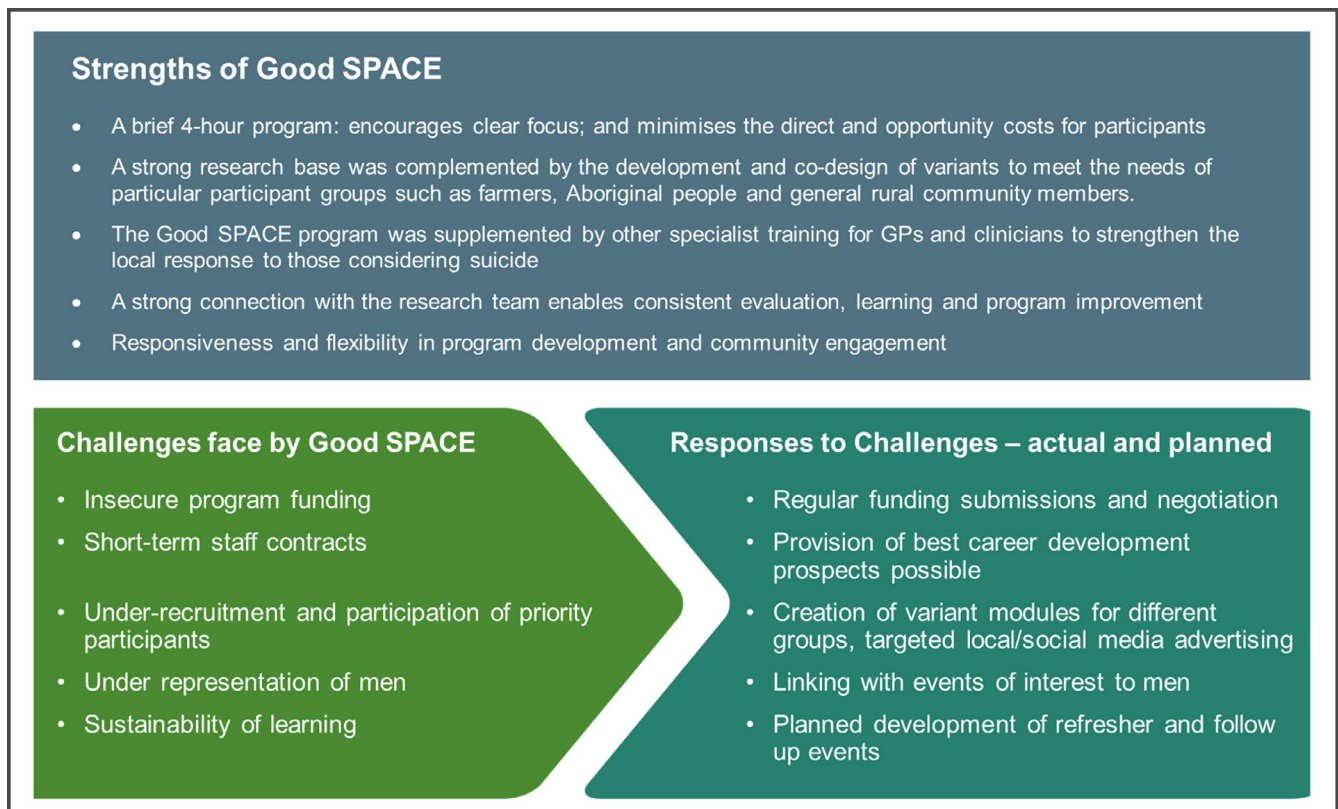 Strengths of Good SPACE
• A brief 4-hour program: encourages clear focus; and minimises the direct and opportunity costs for participants
• A strong research base was complemented by the development and co-design of variants to meet the needs of
particular participant groups such as farmers, Aboriginal people and general rural community members.
• The Good SPACE program was supplemented by other specialist training for GPs and clinicians to strengthen the
local response to those considering suicide
• A strong connection with the research team enables consistent evaluation, learning and program improvement
• Responsiveness and flexibility in program development and community engagement
Challenges face by Good SPACE
• Insecure program funding
• Short-term staff contracts
• Under-recruitment and participation of priority
participants
• Under representation of men
• Sustainability of learning
Responses to Challenges – actual and planned
• Regular funding submissions and negotiation
• Provision of best career development
prospects possible
• Creation of variant modules for different
groups, targeted local/social media advertising
• Linking with events of interest to men
• Planned development of refresher and follow
up events